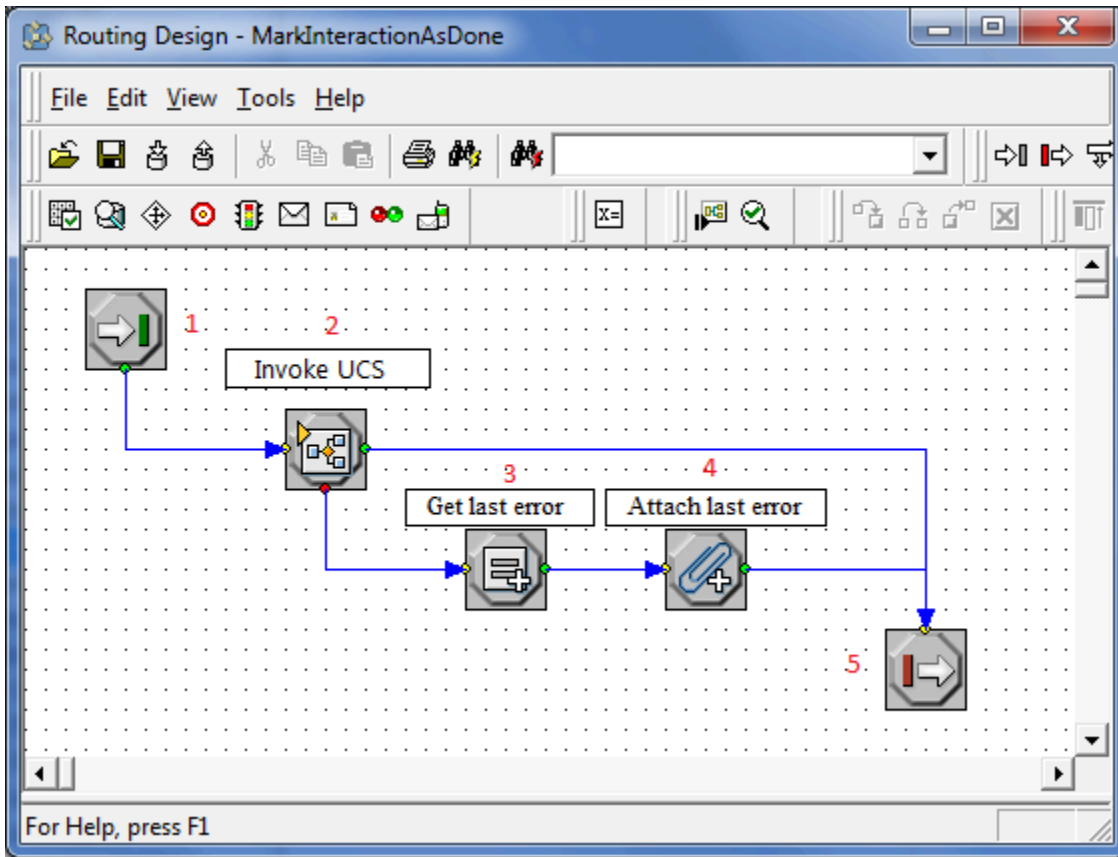 Routing Design - MarkInteractionAsDone
File Edit View Tools Help
X=
1
2
Invoke UCS
3
4
Get last error
Attach last error
5
For Help, press F1